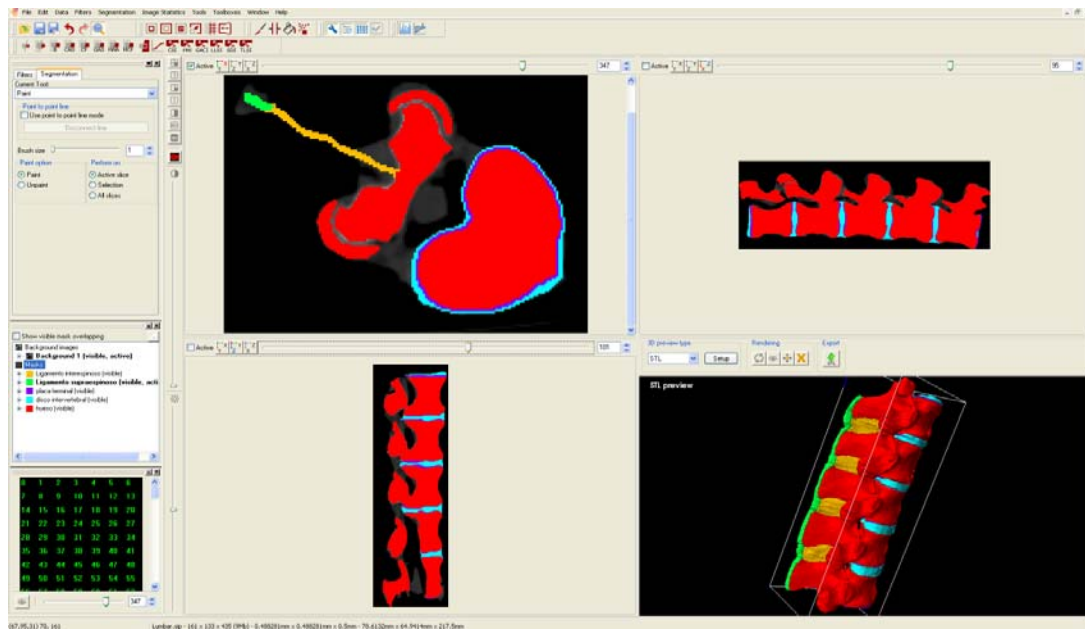 File Edit Data Filters Segmentation Image Statistics Tools Toolboxes Window Help
Filters Segmentation
Current Tool:
Paint
Point to point line
Use point to point line mode
Disconnect line
Brush size 1
Paint option Perform on
Paint Active slice
Unpaint Selection
All slices
Show visible mask overlapping
Background images
Background 1 (visible, active)
Masks
Ligamento interespinoso (visible)
Ligamento supraespinoso (visible, acti
placa terminal (visible)
disco intervertebral (visible)
hueso (visible)
0 1 2 3 4 5 6
7 8 9 10 11 12 13
14 15 16 17 18 19 20
21 22 23 24 25 26 27
28 29 30 31 32 33 34
35 36 37 38 39 40 41
42 43 44 45 46 47 48
49 50 51 52 53 54 55
347
Active 347
Active 95
Active
3D preview type Rendering Export
STL Setup
STL preview